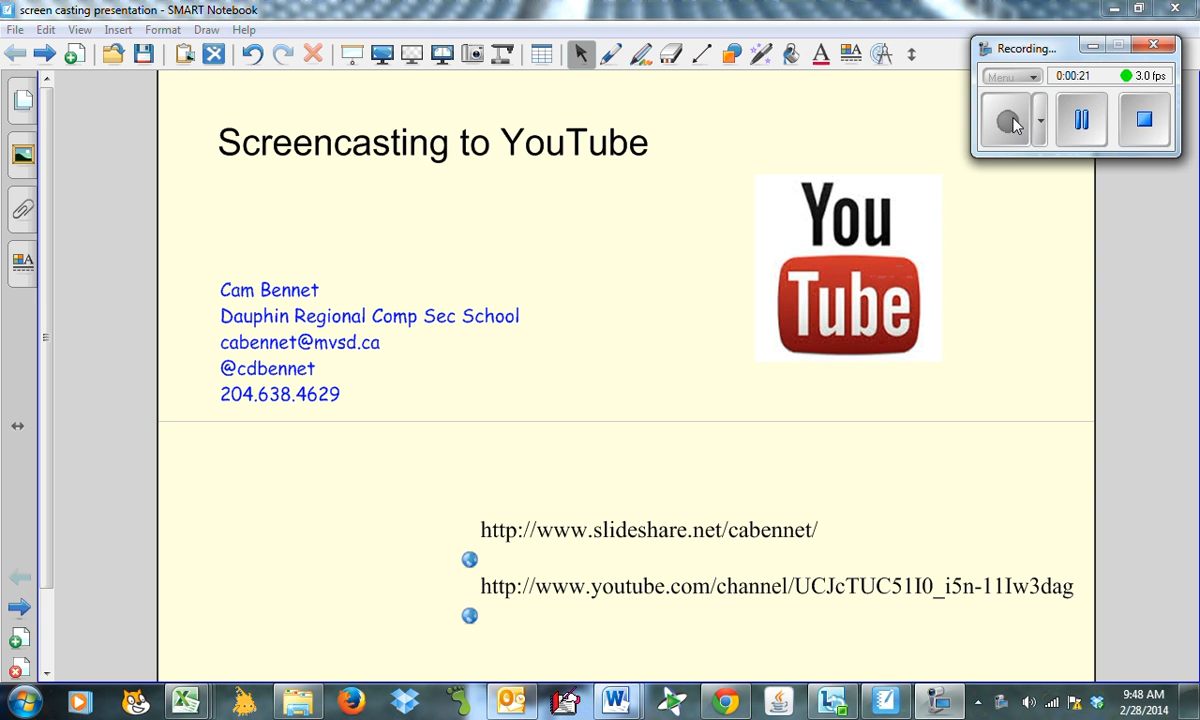 screen casting presentation - SMART Notebook
File Edit View Insert Format Draw Help
Recording...
Menu 0:00:21 3.0 fps
Screencasting to YouTube
You
Tube
Cam Bennet
Dauphin Regional Comp Sec School
cabennet@mvsd.ca
@cdbennet
204.638.4629
http://www.slideshare.net/cabennet/
http://www.youtube.com/channel/UCJcTUC51I0_i5n-11Iw3dag
9:48 AM
2/28/2014